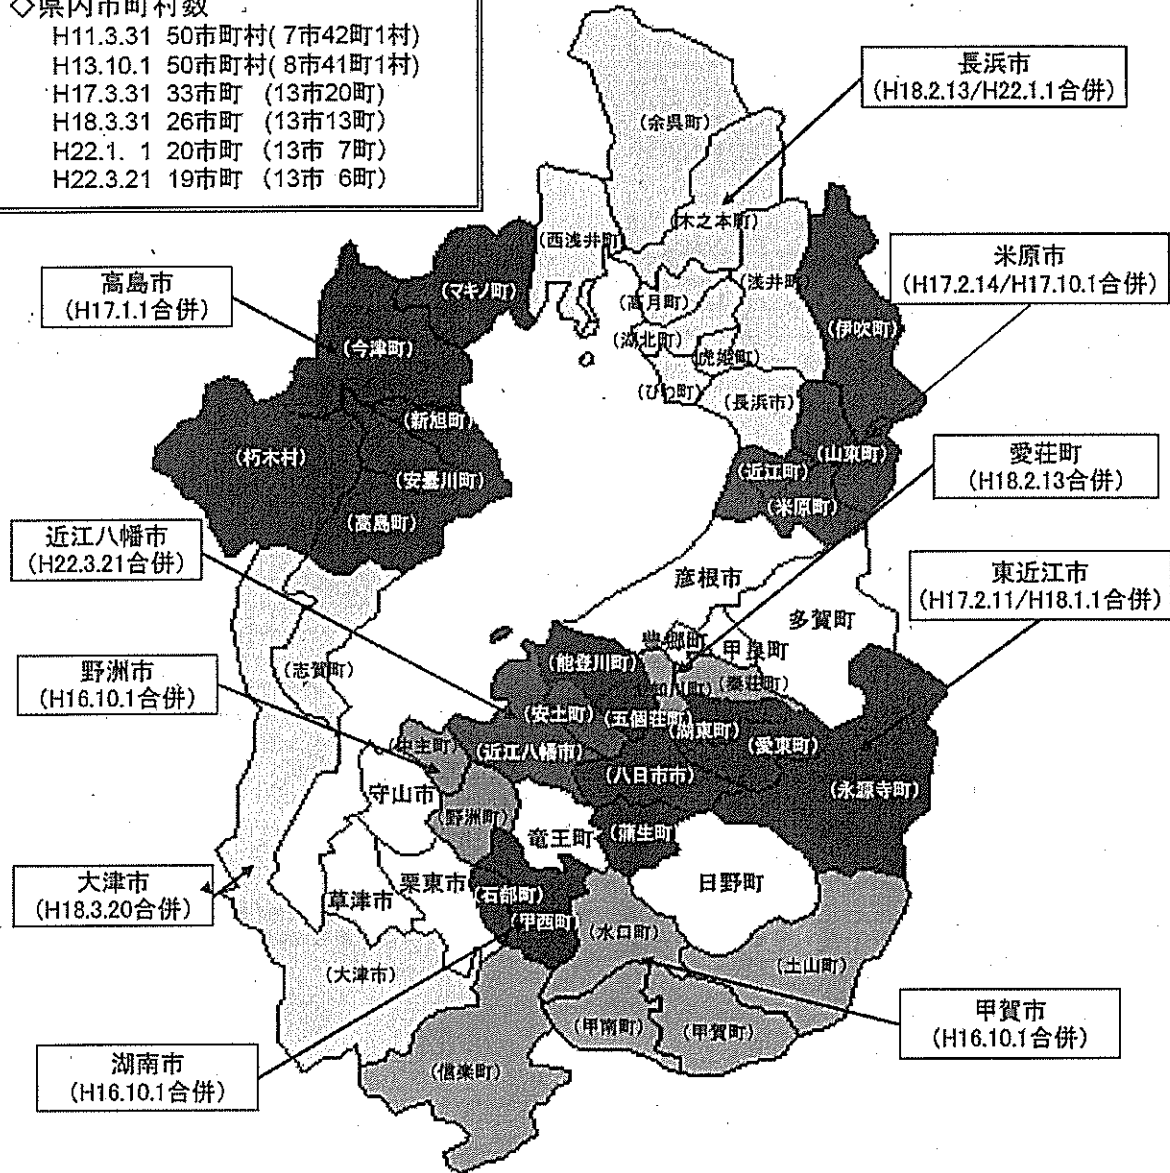 ◇県内市町村数
H11.3.31 50市町村( 7市42町1村)
H13.10.1 50市町村( 8市41町1村)
H17.3.31 33市町 (13市20町)
H18.3.31 26市町 (13市13町)
H22.1. 1 20市町 (13市 7町)
H22.3.21 19市町 (13市 6町)
長浜市
(H18.2.13/H22.1.1合併)
(余呉町)
(木之本町)
(西浅井町)
(浅井町)
米原市
(H17.2.14/H17.10.1合併)
高島市
(H17.1.1合併)
(マキノ町)
(高月町)
(伊吹町)
(今津町)
(湖北町)
(虎姫町)
(びわ町)
(長浜市)
(新旭町)
(朽木村)
(安曇川町)
(高島町)
(近江町)
(山東町)
(米原町)
愛荘町
(H18.2.13合併)
近江八幡市
(H22.3.21合併)
彦根市
多賀町
東近江市
(H17.2.11/H18.1.1合併)
豊郷町
甲良町
野洲市
(H16.10.1合併)
(志賀町)
(能登川町)
(秦荘町)
(安土町)
(五個荘町)
(湖東町)
(愛東町)
(中主町)
(近江八幡市)
(八日市市)
(永源寺町)
守山市
(野洲町)
竜王町
(蒲生町)
大津市
(H18.3.20合併)
草津市
栗東市
(石部町)
(甲西町)
日野町
(水口町)
(土山町)
(大津市)
甲賀市
(H16.10.1合併)
(甲南町)
(甲賀町)
湖南市
(H16.10.1合併)
(信楽町)